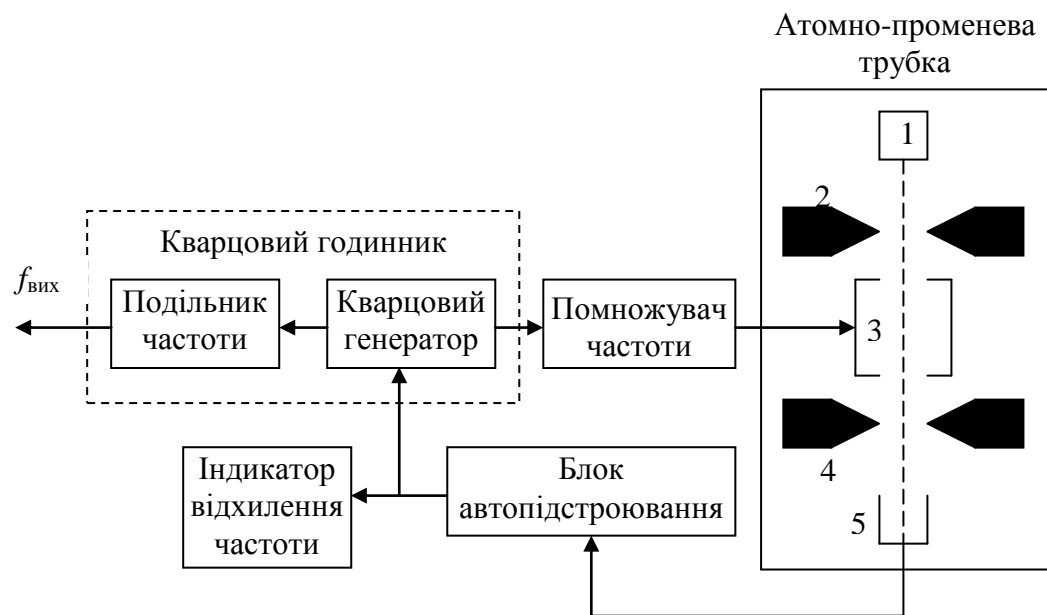 Атомно-променева
трубка
1
2
Кварцовий годинник
fвих
Подільник
частоти
Кварцовий
генератор
Помножувач
частоти
3
Індикатор
відхилення
частоти
Блок
автопідстроювання
4
5